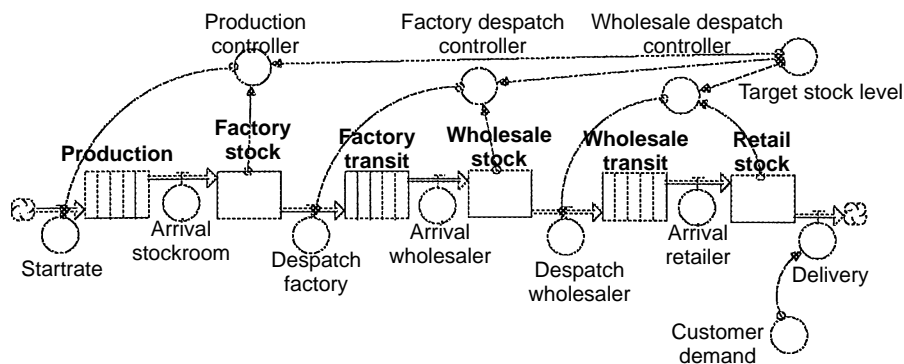 Production
controller
Factory despatch
controller
Wholesale despatch
controller
Target stock level
Production
Factory
stock
Factory
transit
Wholesale
stock
Wholesale
transit
Retail
stock
Startrate
Arrival
stockroom
Despatch
factory
Arrival
wholesaler
Despatch
wholesaler
Arrival
retailer
Delivery
Customer
demand